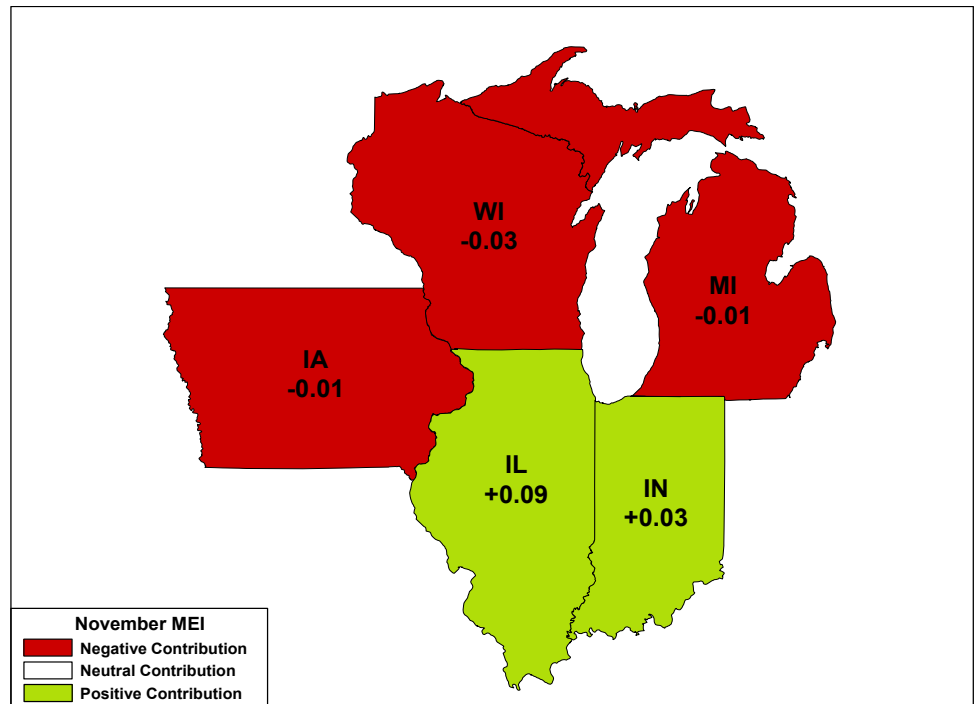 WI
-0.03
MI
-0.01
IA
-0.01
IL
+0.09
IN
+0.03
November MEI
Negative Contribution
Neutral Contribution
Positive Contribution